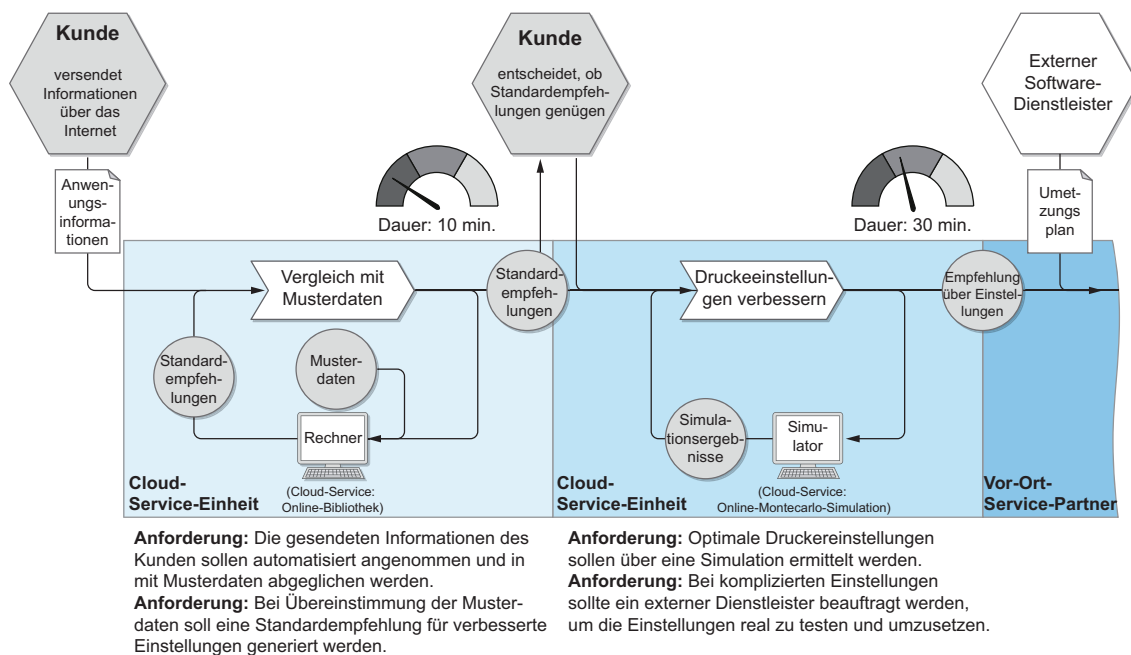 Kunde
versendet
Informationen
über das
Internet
Kunde
entscheidet, ob
Standardempfeh-
lungen genügen
Externer
Software-
Dienstleister
Anwen-
ungs-
informa-
tionen
Dauer: 10 min.
Dauer: 30 min.
Umetz-
zungs
plan
Vergleich mit
Musterdaten
Standard-
empfeh-
lungen
Druckeeinstellun-
gen verbessern
Empfehlung
über Einstel-
lungen
Standard-
empfeh-
lungen
Muster-
daten
Rechner
Simula-
tionsergeb-
nisse
Simu-
lator
Cloud-
Service-Einheit
(Cloud-Service:
Online-Bibliothek)
Cloud-
Service-Einheit
(Cloud-Service:
Online-Montecarlo-Simulation)
Vor-Ort-
Service-Partner
Anforderung: Die gesendeten Informationen des
Kunden sollen automatisiert angenommen und in
mit Musterdaten abgeglichen werden.
Anforderung: Bei Übereinstimmung der Muster-
daten soll eine Standardempfehlung für verbesserte
Einstellungen generiert werden.
Anforderung: Optimale Druckereinstellungen
sollen über eine Simulation ermittelt werden.
Anforderung: Bei komplizierten Einstellungen
sollte ein externer Dienstleister beauftragt werden,
um die Einstellungen real zu testen und umzusetzen.